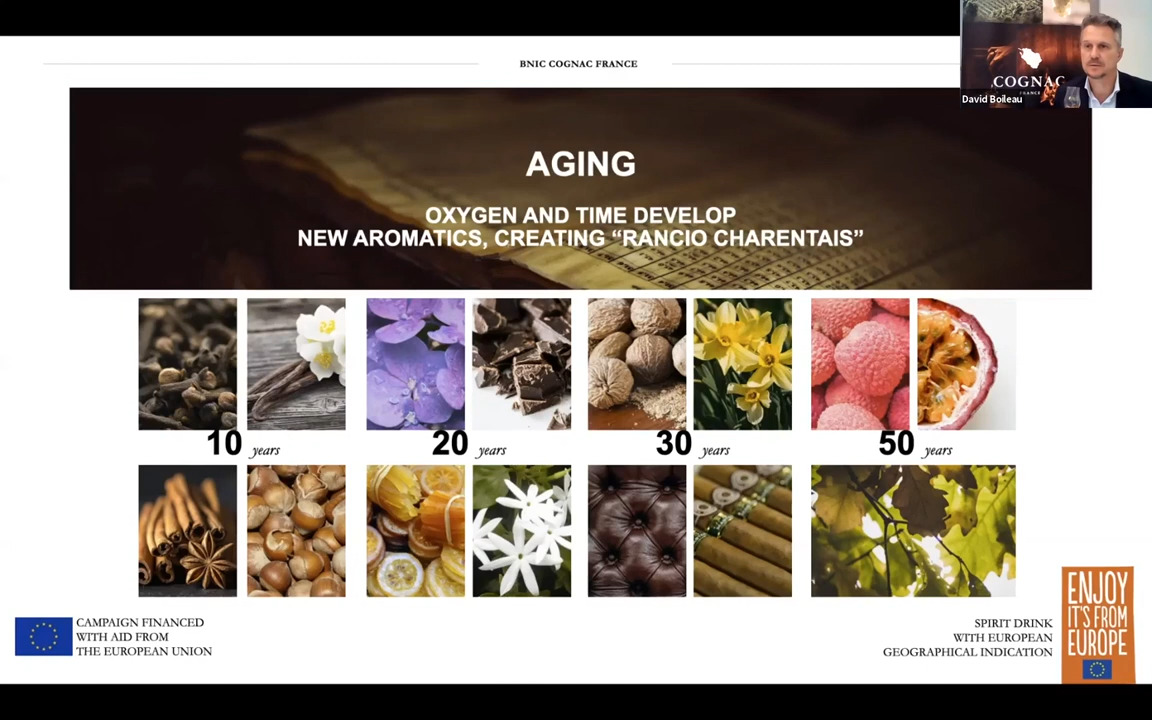 BNIC COGNAC FRANCE
COGNAC
FRANCE
David Boileau
AGING
OXYGEN AND TIME DEVELOP
NEW AROMATICS, CREATING “RANCIO CHARENTAIS”
10 years
20 years
30 years
50 years
CAMPAIGN FINANCED
WITH AID FROM
THE EUROPEAN UNION
SPIRIT DRINK
WITH EUROPEAN
GEOGRAPHICAL INDICATION
ENJOY
IT'S FROM
EUROPE